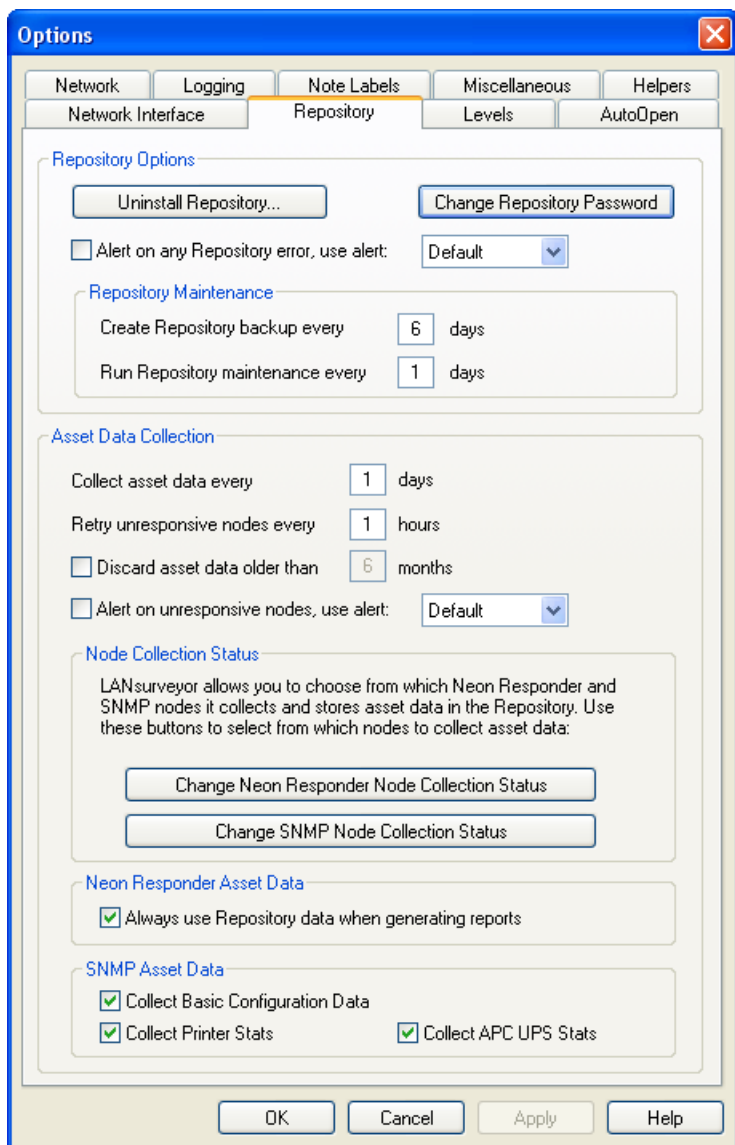 Options
Network Logging Note Labels Miscellaneous Helpers
Network Interface Repository Levels AutoOpen
Repository Options
Uninstall Repository... Change Repository Password
Alert on any Repository error, use alert: Default
Repository Maintenance
Create Repository backup every 6 days
Run Repository maintenance every 1 days
Asset Data Collection
Collect asset data every 1 days
Retry unresponsive nodes every 1 hours
Discard asset data older than 6 months
Alert on unresponsive nodes, use alert: Default
Node Collection Status
LANsurveyor allows you to choose from which Neon Responder and
SNMP nodes it collects and stores asset data in the Repository. Use
these buttons to select from which nodes to collect asset data:
Change Neon Responder Node Collection Status
Change SNMP Node Collection Status
Neon Responder Asset Data
Always use Repository data when generating reports
SNMP Asset Data
Collect Basic Configuration Data
Collect Printer Stats Collect APC UPS Stats
OK Cancel Apply Help